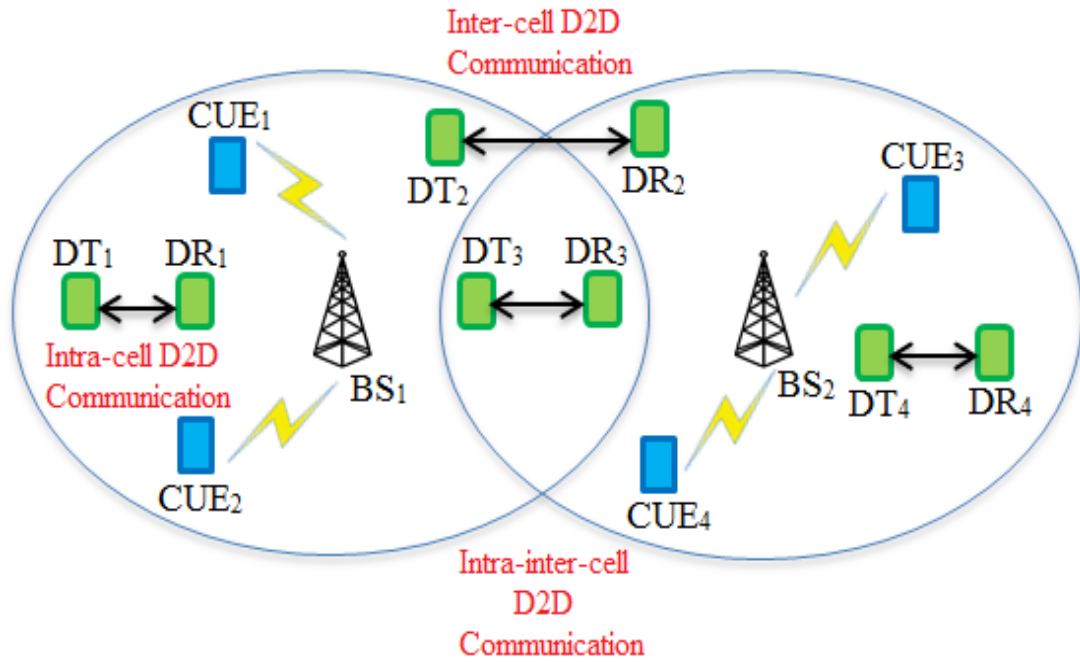 Inter-cell D2D
Communication
CUE₁
DT₂
DR₂
CUE₃
DT₁
DR₁
DT₃
DR₃
Intra-cell D2D
Communication
BS₁
BS₂
DT₄
DR₄
CUE₂
CUE₄
Intra-inter-cell
D2D
Communication